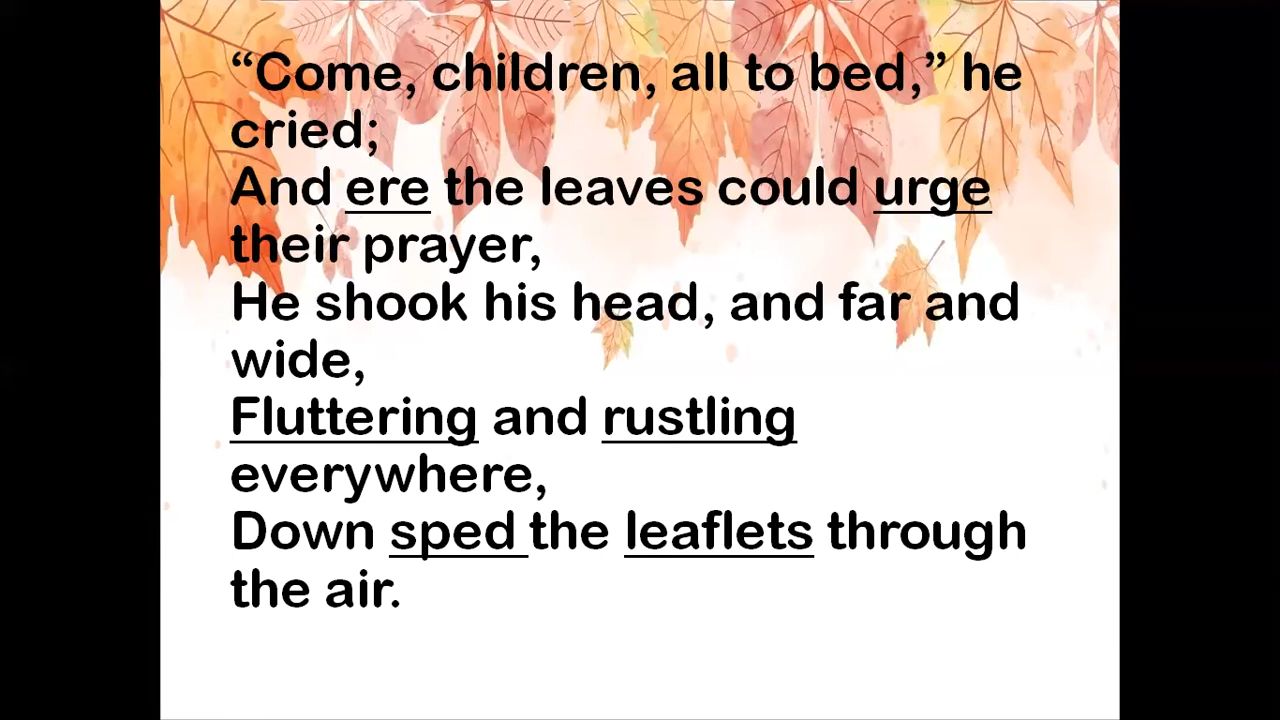 “Come, children, all to bed,” he
cried;
And ere the leaves could urge
their prayer,
He shook his head, and far and
wide,
Fluttering and rustling
everywhere,
Down sped the leaflets through
the air.